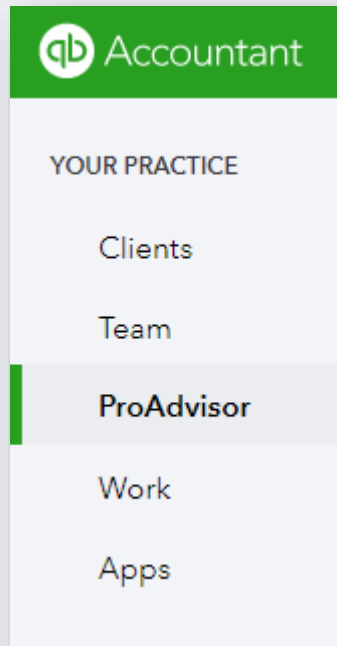 qb Accountant
YOUR PRACTICE
Clients
Team
ProAdvisor
Work
Apps